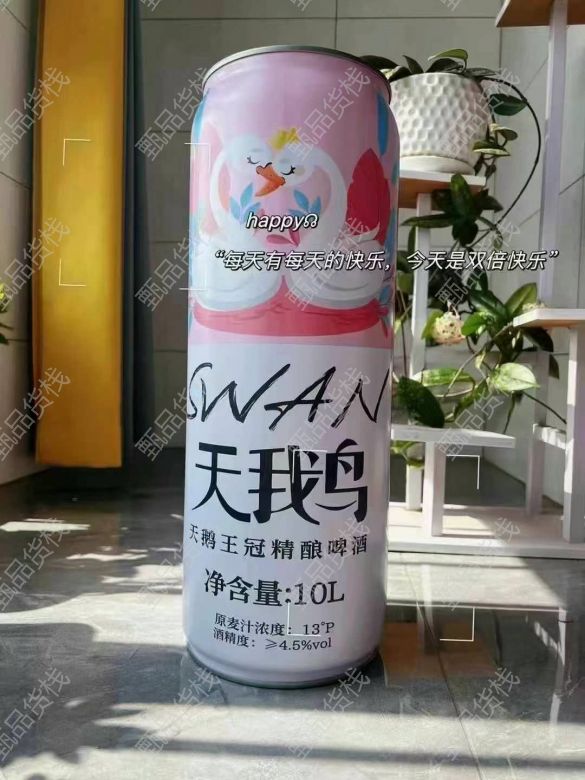 happyᘏ
“每天有每天的快乐，今天是双倍快乐”
SWAN
天我鸟
天鹅王冠精酿啤酒
净含量:10L
原麦汁浓度：13°P
酒精度：≥4.5%vol
甄品货栈